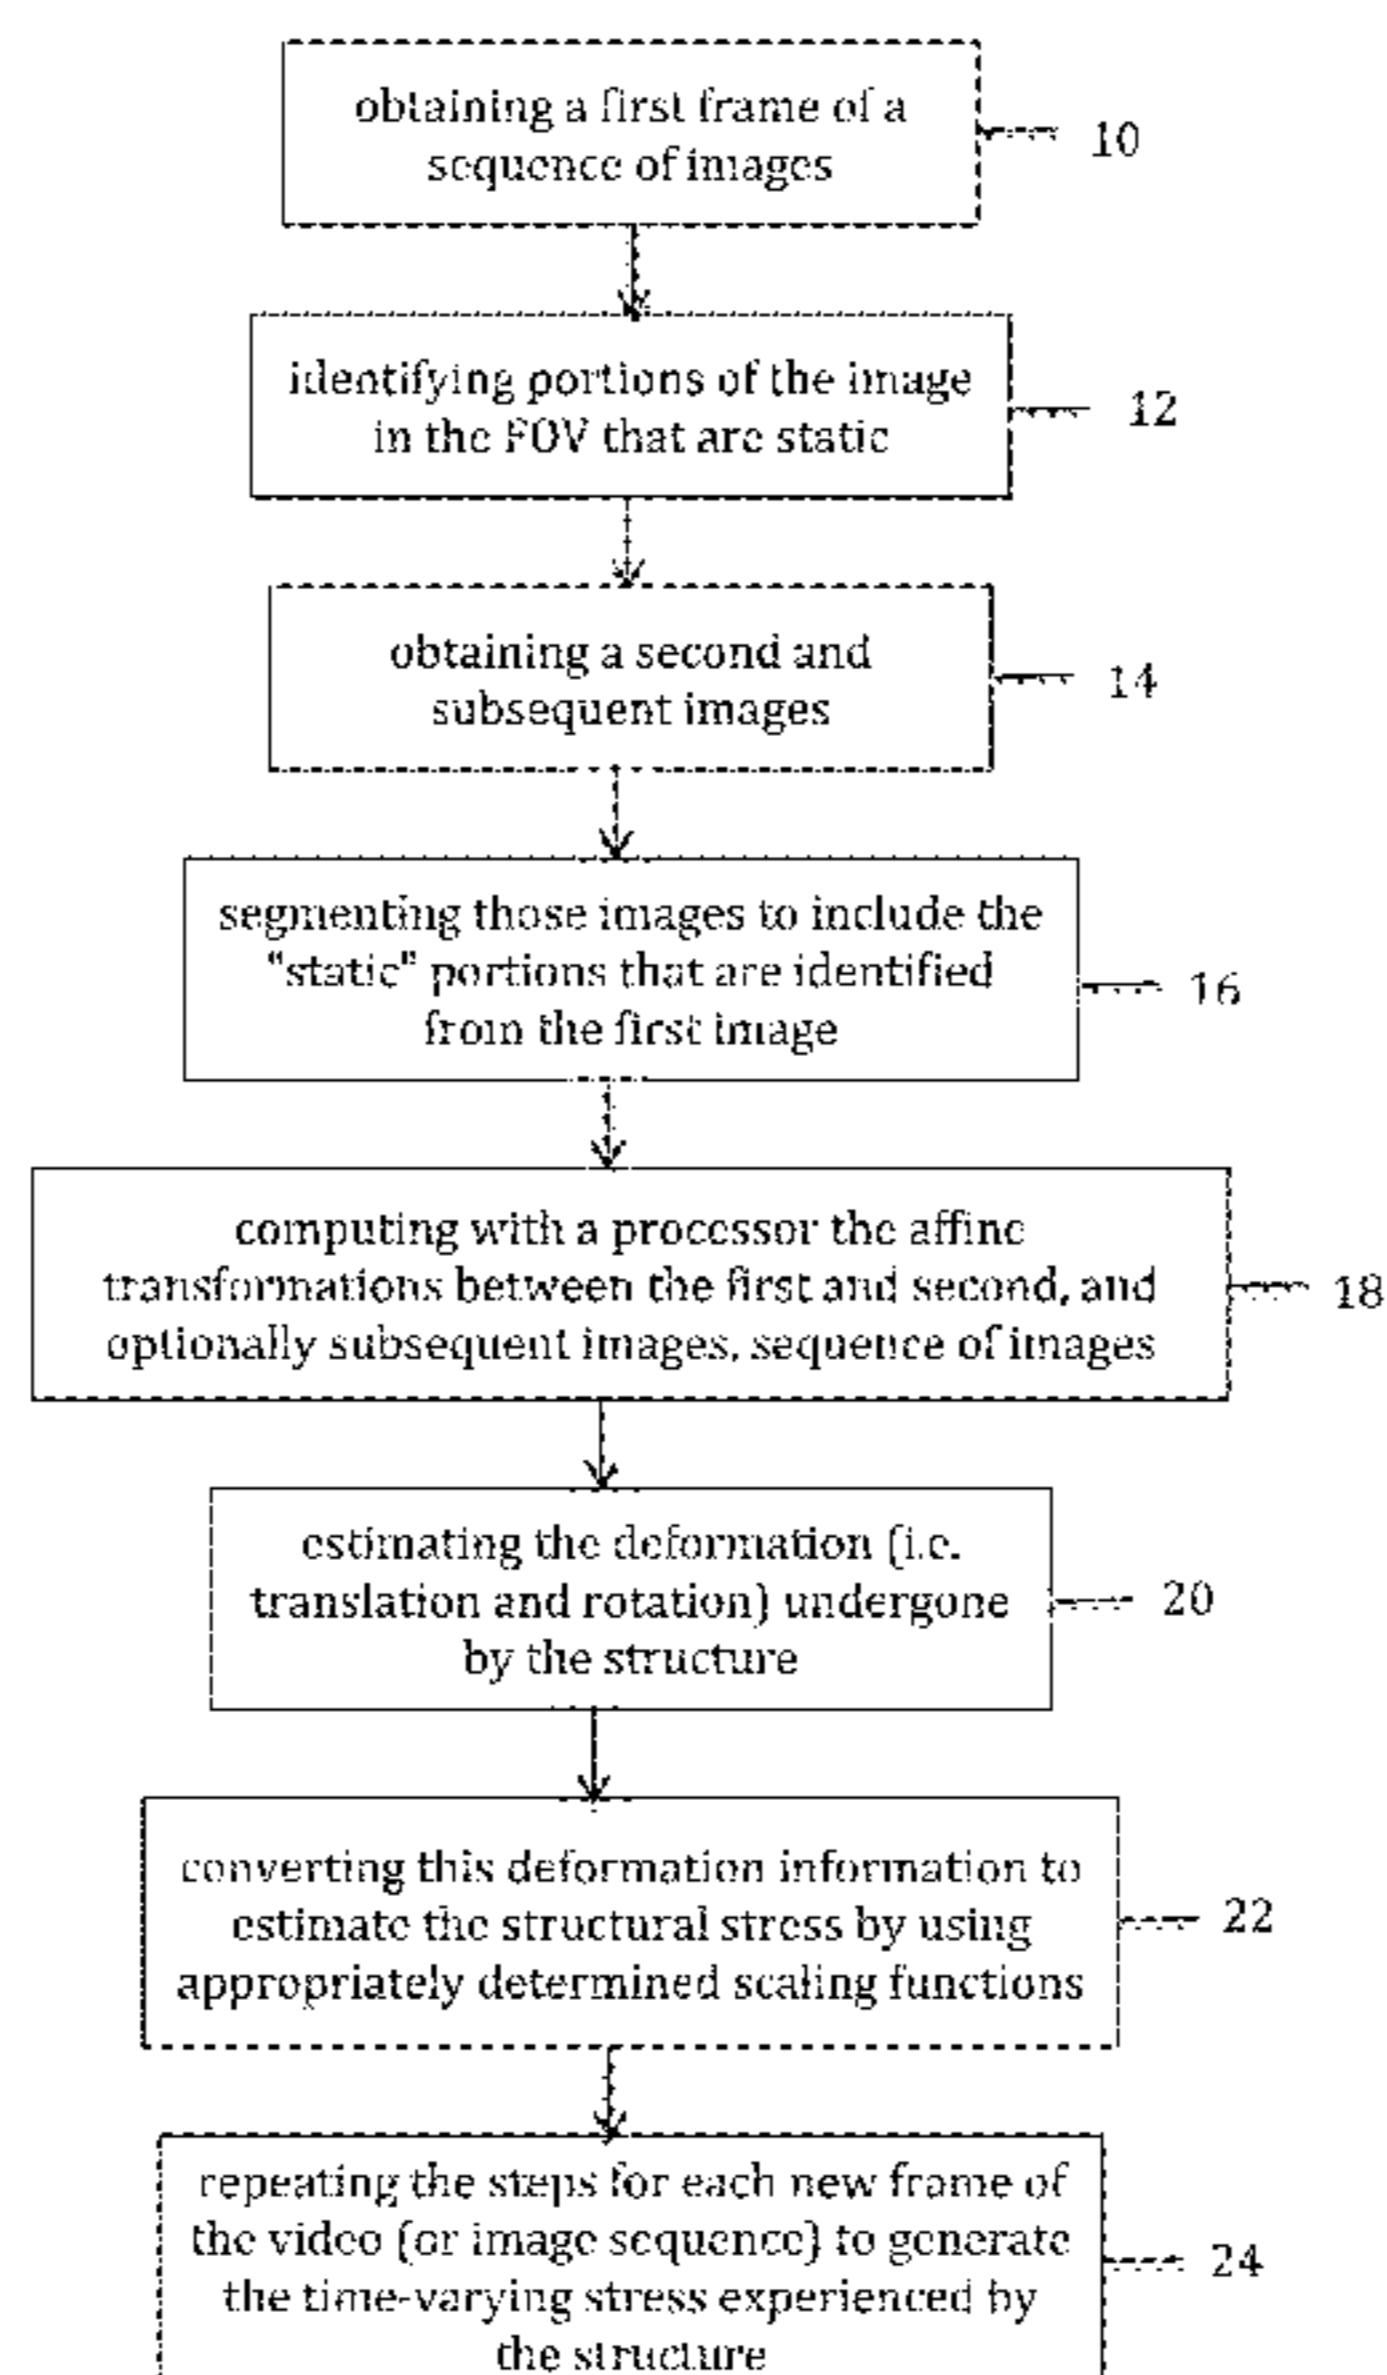 obtaining a first frame of a
sequence of images
10
identifying portions of the image
in the FOV that are static
12
obtaining a second and
subsequent images
14
segmenting those images to include the
"static" portions that are identified
from the first image
16
computing with a processor the affine
transformations between the first and second, and
optionally subsequent images, sequence of images
18
estimating the deformation (i.e.
translation and rotation) undergone
by the structure
20
converting this deformation information to
estimate the structural stress by using
appropriately determined scaling functions
22
repeating the steps for each new frame of
the video (or image sequence) to generate
the time-varying stress experienced by
the structure
24